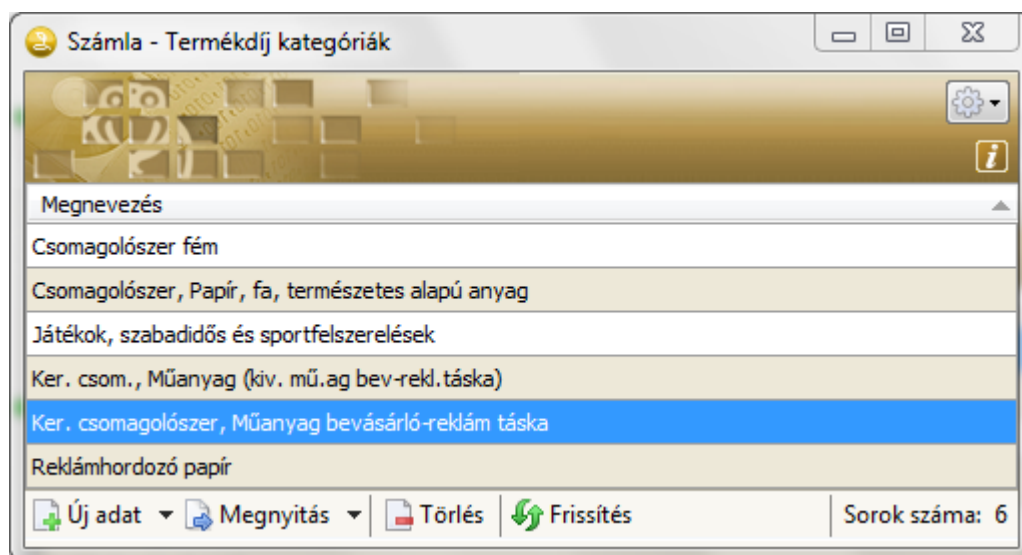 Számla - Termékdíj kategóriák
Megnevezés
Csomagolószer fém
Csomagolószer, Papír, fa, természetes alapú anyag
Játékok, szabadidős és sportfelszerelések
Ker. csom., Műanyag (kiv. mű.ag bev-rekl.táska)
Ker. csomagolószer, Műanyag bevásárló-reklám táska
Reklámhordozó papír
Új adat Megnyitás Törlés Frissítés Sorok száma: 6